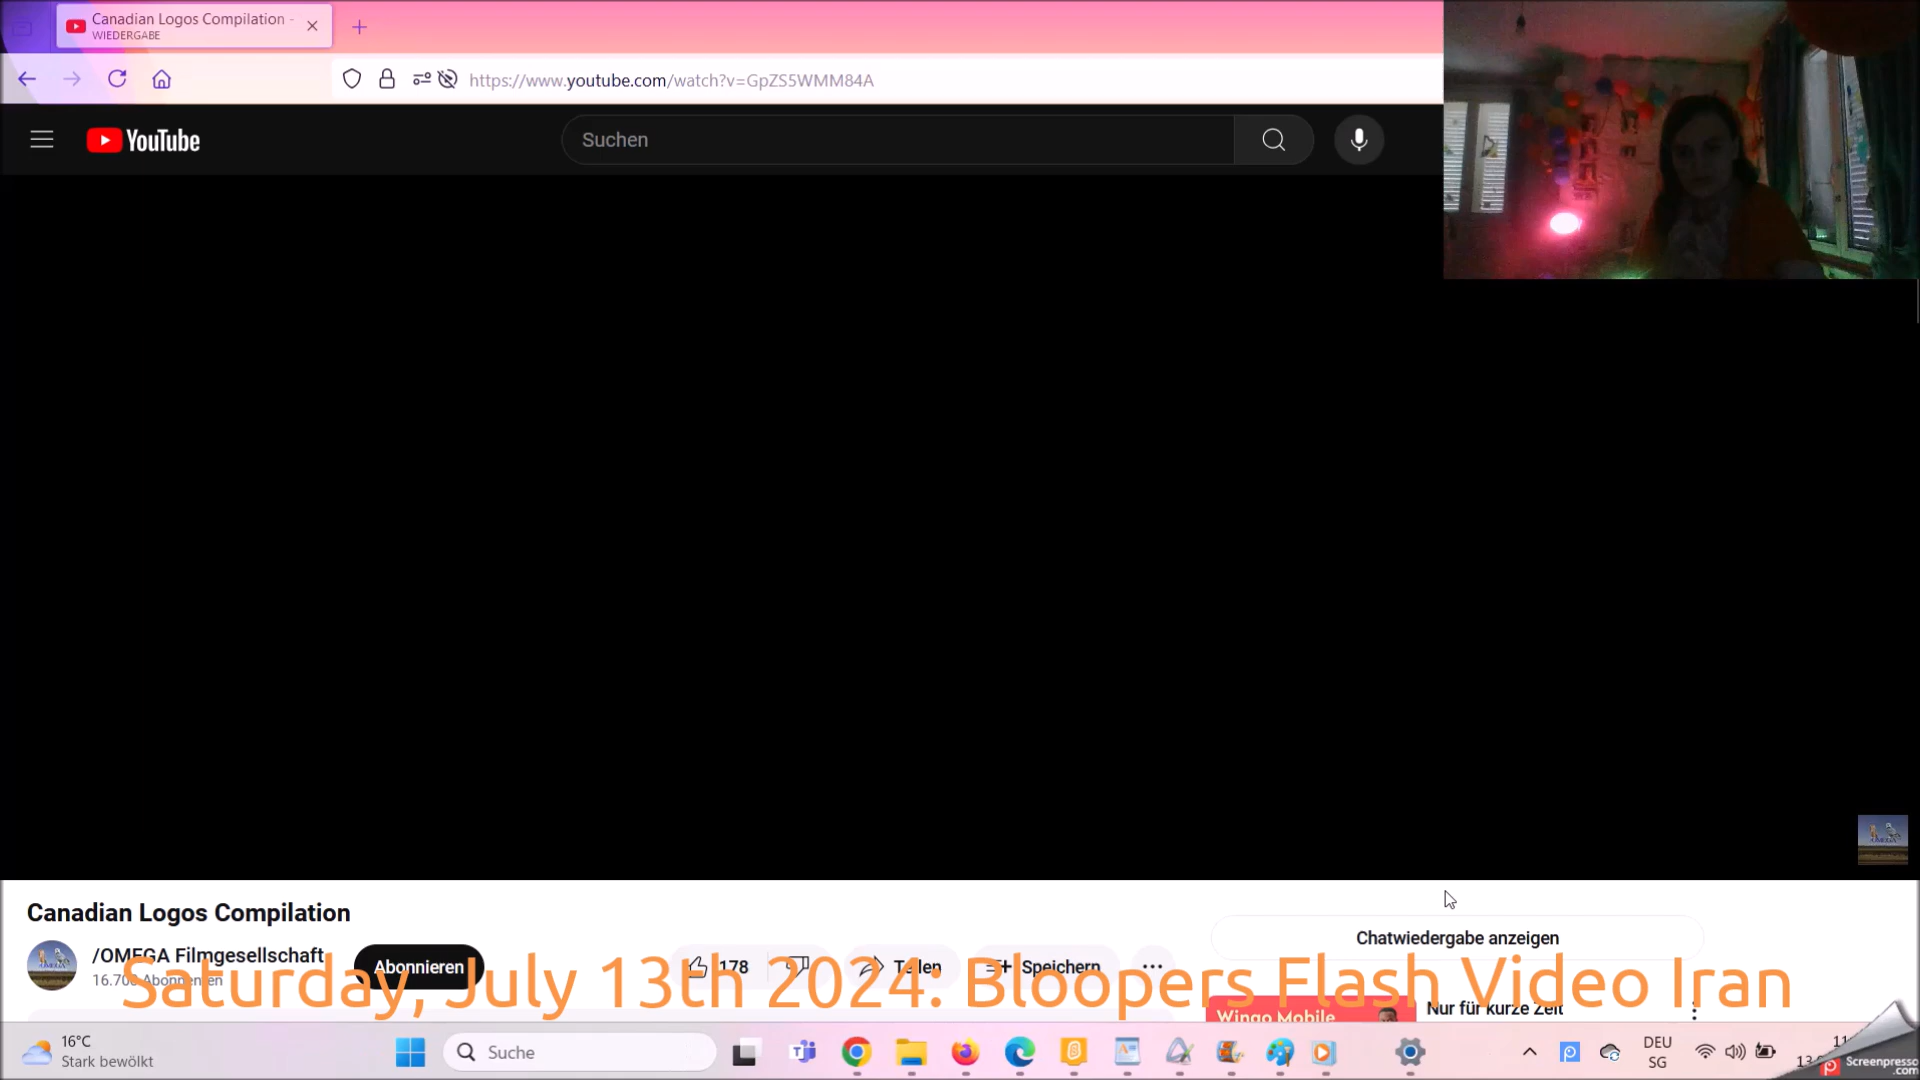 Canadian Logos Compilation -
WIEDERGABE
https://www.youtube.com/watch?v=GpZS5WMM84A
YouTube
Suchen
Canadian Logos Compilation
/OMEGA Filmgesellschaft
Abonnieren
178
Teilen
Speichern
Chatwiedergabe anzeigen
Saturday, July 13th 2024: Bloopers Flash Video Iran
Wingo Mobile
Nur für kurze Zeit
16°C
Stark bewölkt
Suche
DEU
SG
Screenpresso
.com